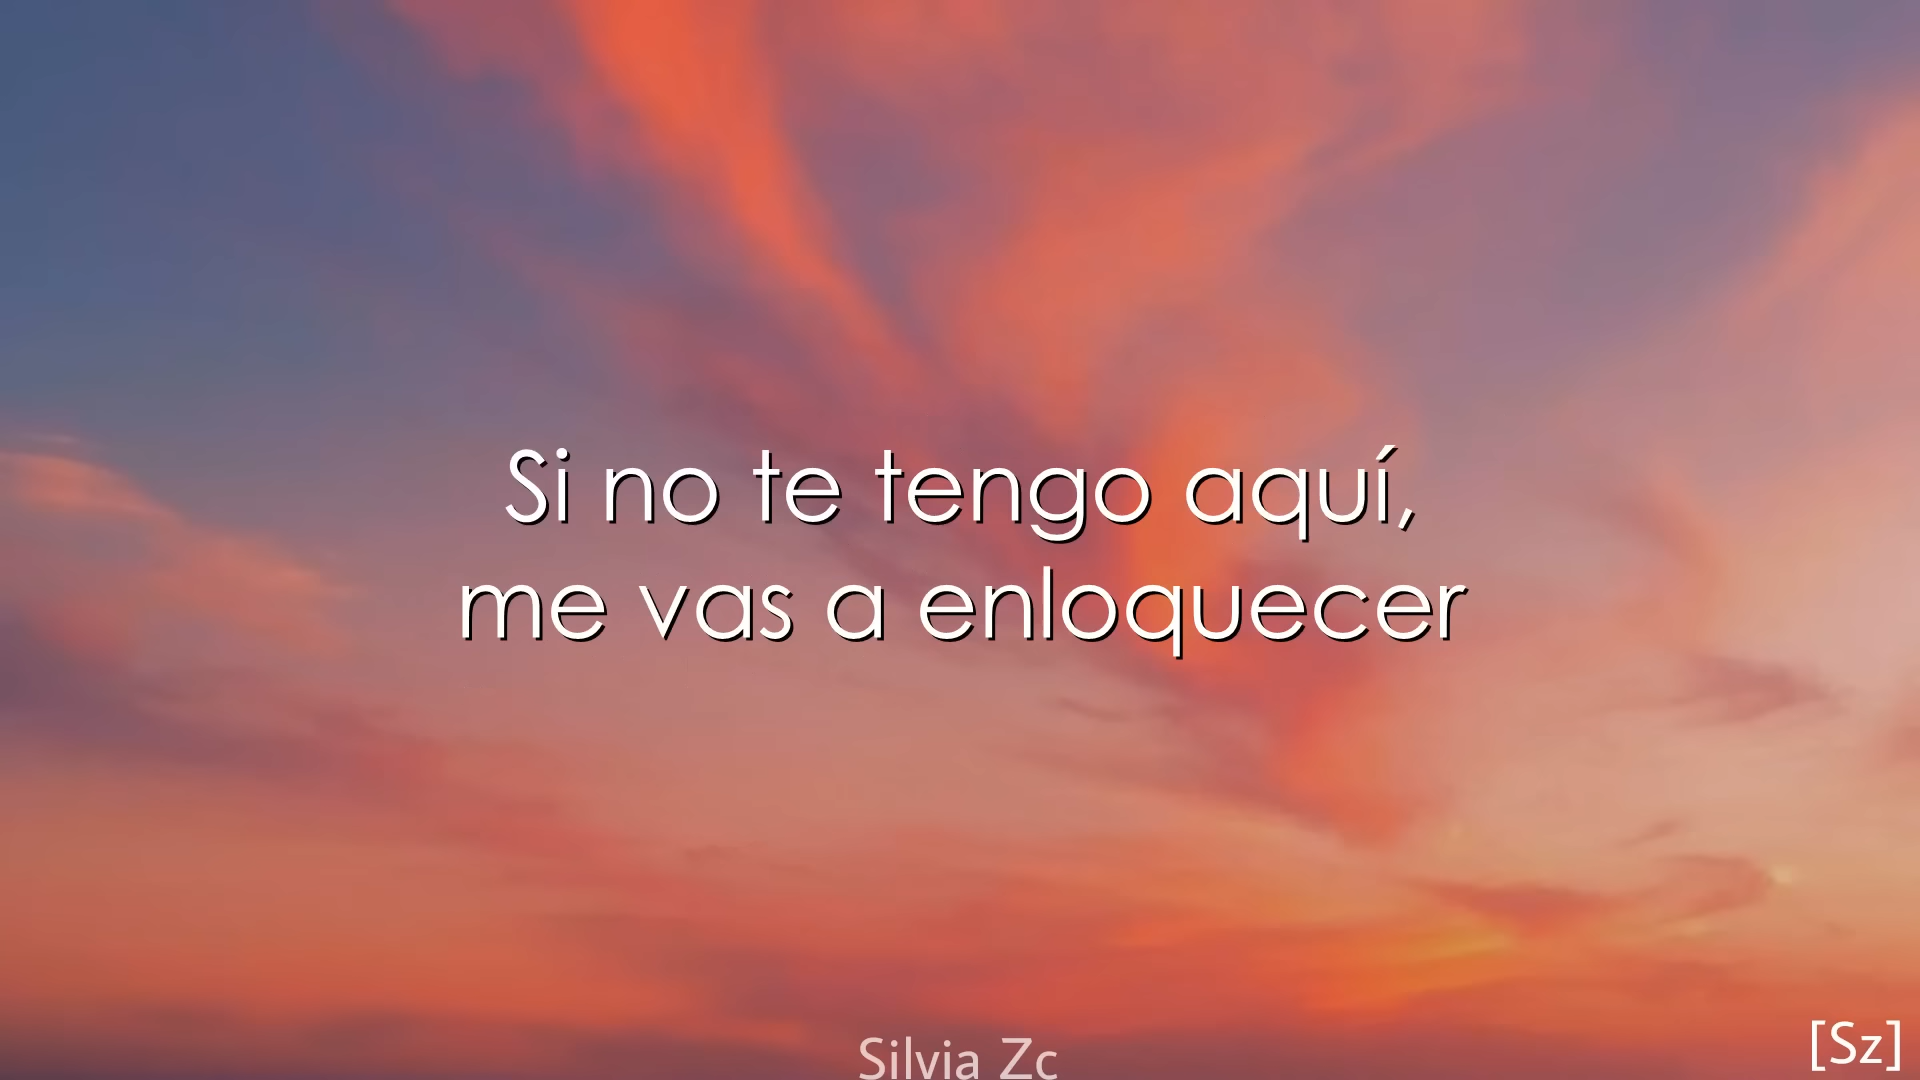 Si no te tengo aquí,
me vas a enloquecer
Silvia Zc
[Sz]